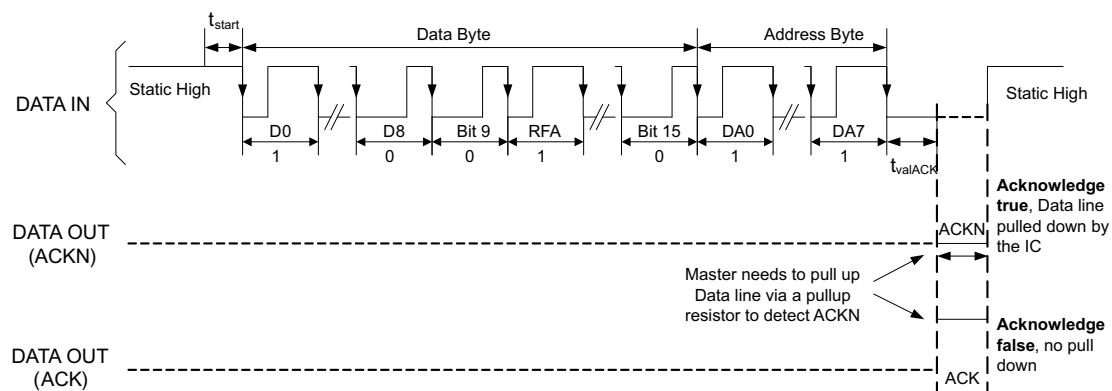 tstart
Data Byte
Address Byte
DATA IN
Static High
Static High
D0
D8
Bit 9
RFA
Bit 15
DA0
DA7
1
0
0
1
0
1
1
tvalACK
Acknowledge
true, Data line
pulled down by
the IC
DATA OUT
(ACKN)
ACKN
Master needs to pull up
Data line via a pullup
resistor to detect ACKN
Acknowledge
false, no pull
down
DATA OUT
(ACK)
ACK